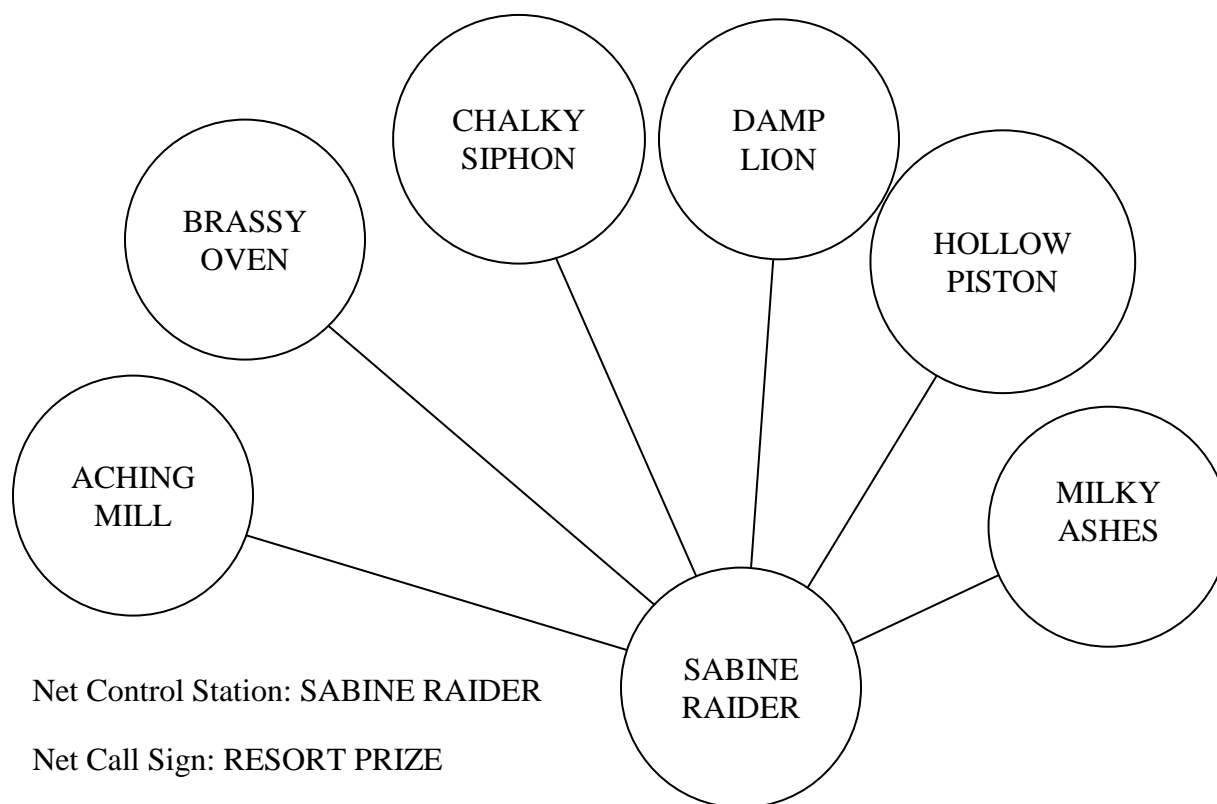 CHALKY
SIPHON
DAMP
LION
BRASSY
OVEN
HOLLOW
PISTON
ACHING
MILL
MILKY
ASHES
SABINE
RAIDER
Net Control Station: SABINE RAIDER
Net Call Sign: RESORT PRIZE